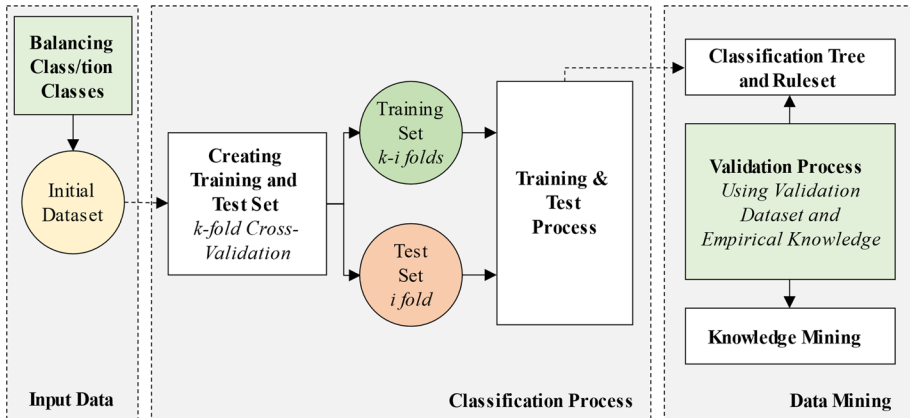 Balancing
Class/tion
Classes
Initial
Dataset
Input Data
Creating
Training and
Test Set
k-fold Cross-
Validation
Training
Set
k-i folds
Test
Set
i fold
Training &
Test
Process
Classification Process
Classification Tree
and Ruleset
Validation Process
Using Validation
Dataset and
Empirical Knowledge
Knowledge Mining
Data Mining